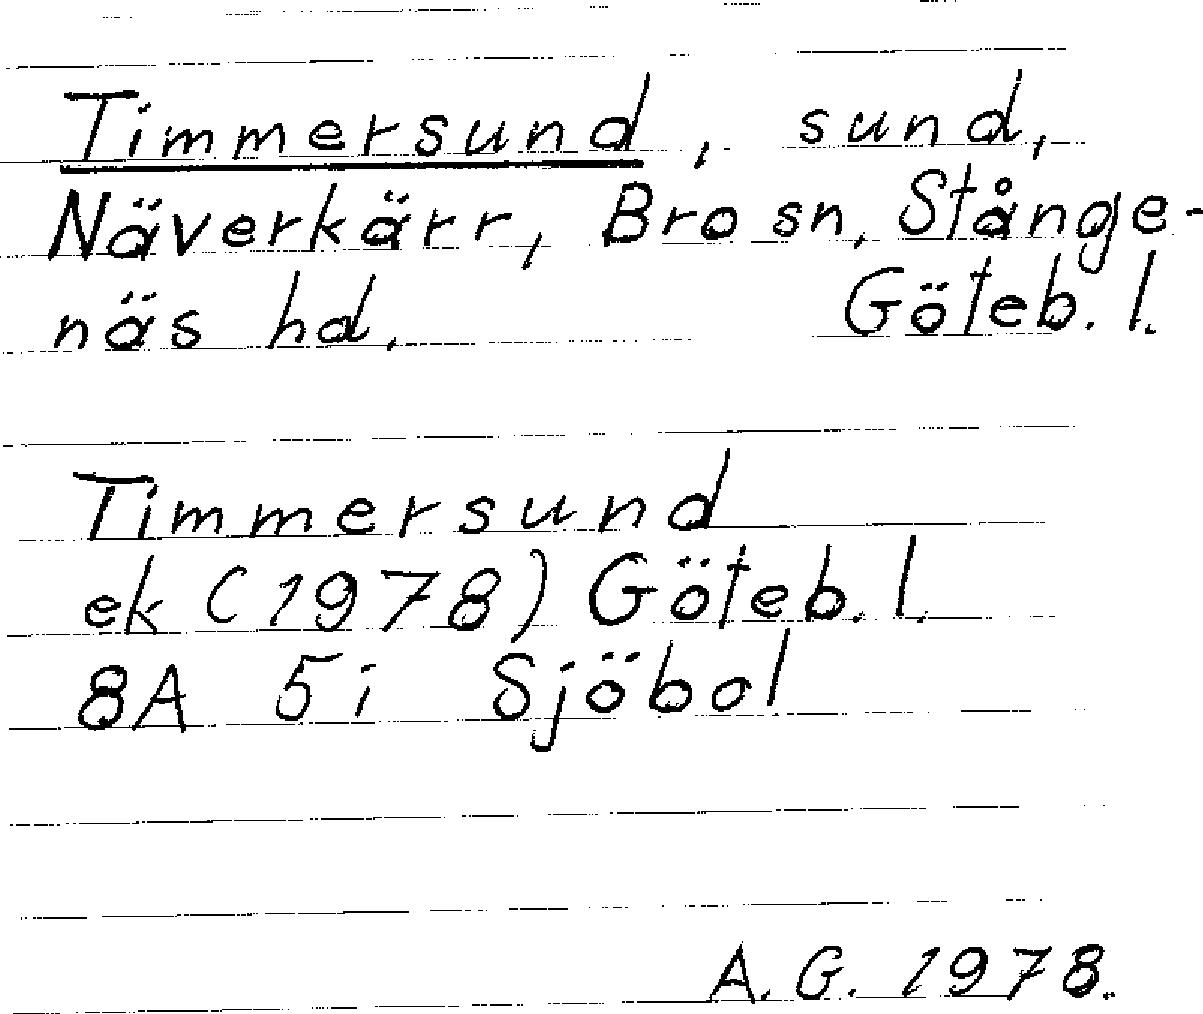 Timmersund, sund,
Näverkärr, Bro sn, Stånge-
näs hd. Göteb. l.
Timmersund
ek (1978) Göteb. l.
8A 5i Sjöbol
A. G. 1978.